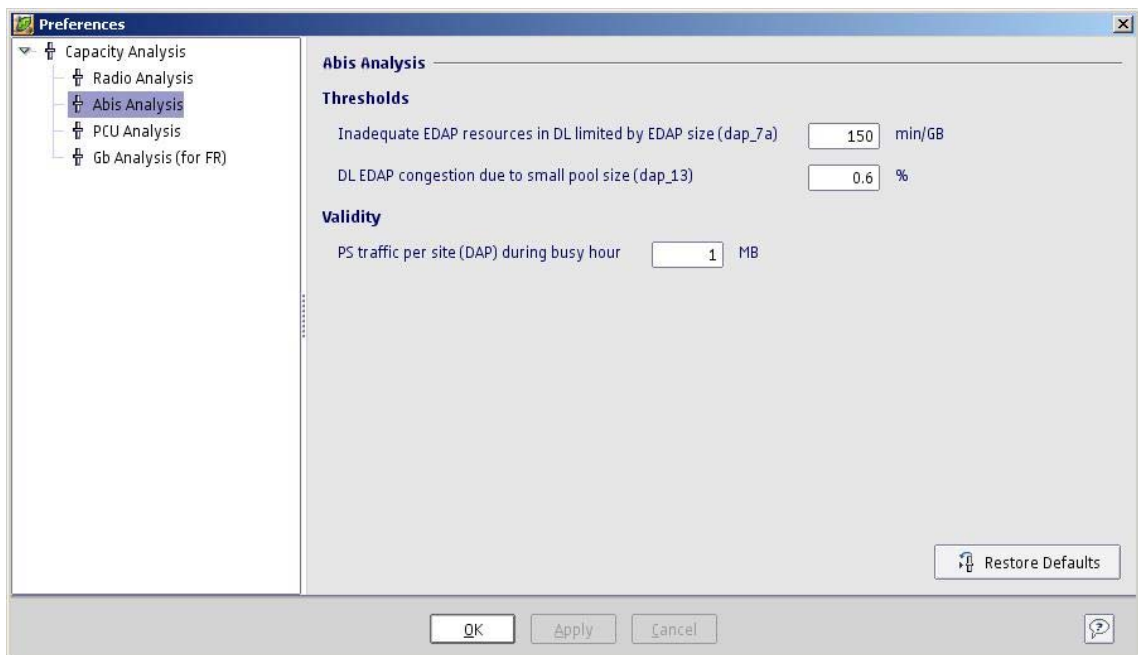 Preferences
Capacity Analysis
Radio Analysis
Abis Analysis
PCU Analysis
Gb Analysis (for FR)
Abis Analysis
Thresholds
Inadequate EDAP resources in DL limited by EDAP size (dap_7a) 150 min/GB
DL EDAP congestion due to small pool size (dap_13) 0.6 %
Validity
PS traffic per site (DAP) during busy hour 1 MB
Restore Defaults
OK Apply Cancel